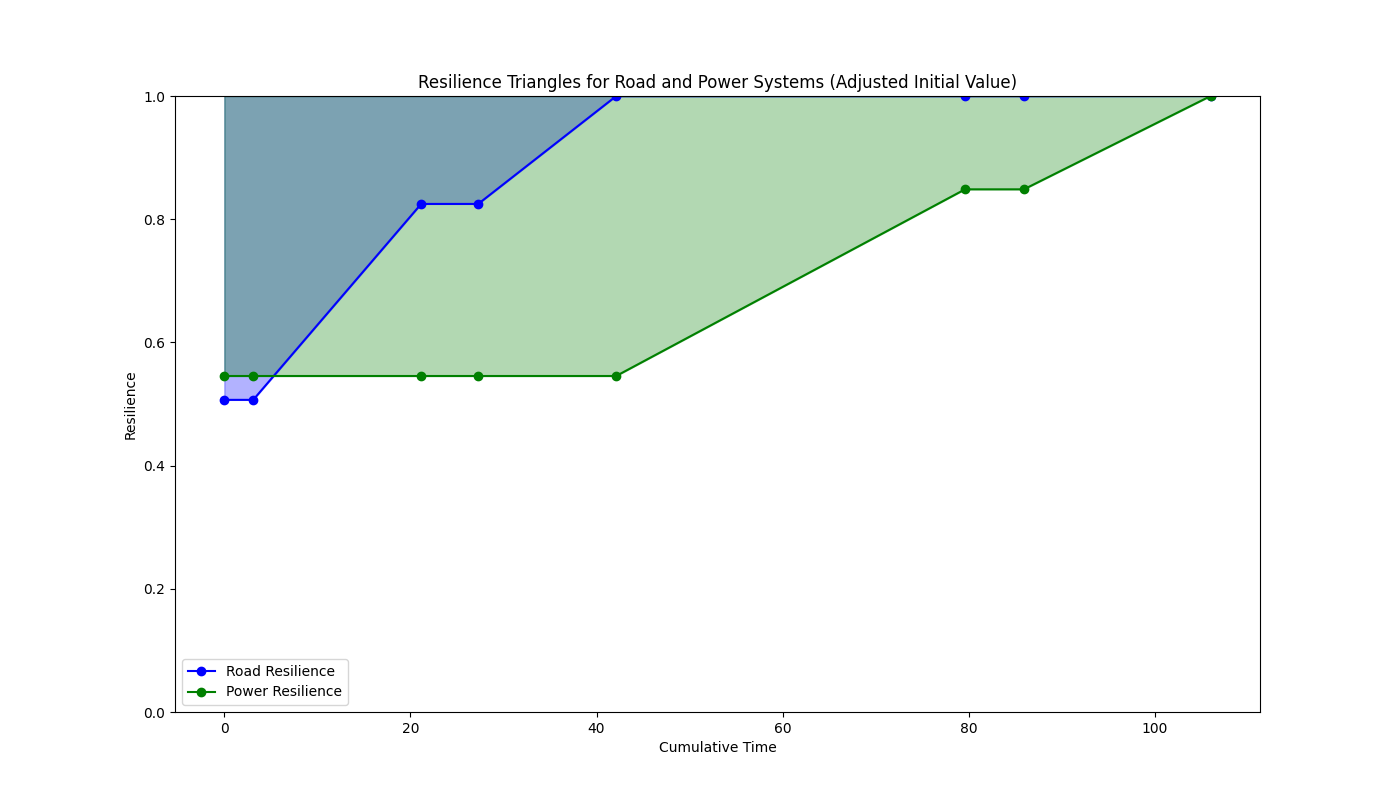 Resilience Triangles for Road and Power Systems (Adjusted Initial Value)
1.0
0.8
0.6
0.4
0.2
0.0
Resilience
Road Resilience
Power Resilience
0 20 40 60 80 100
Cumulative Time